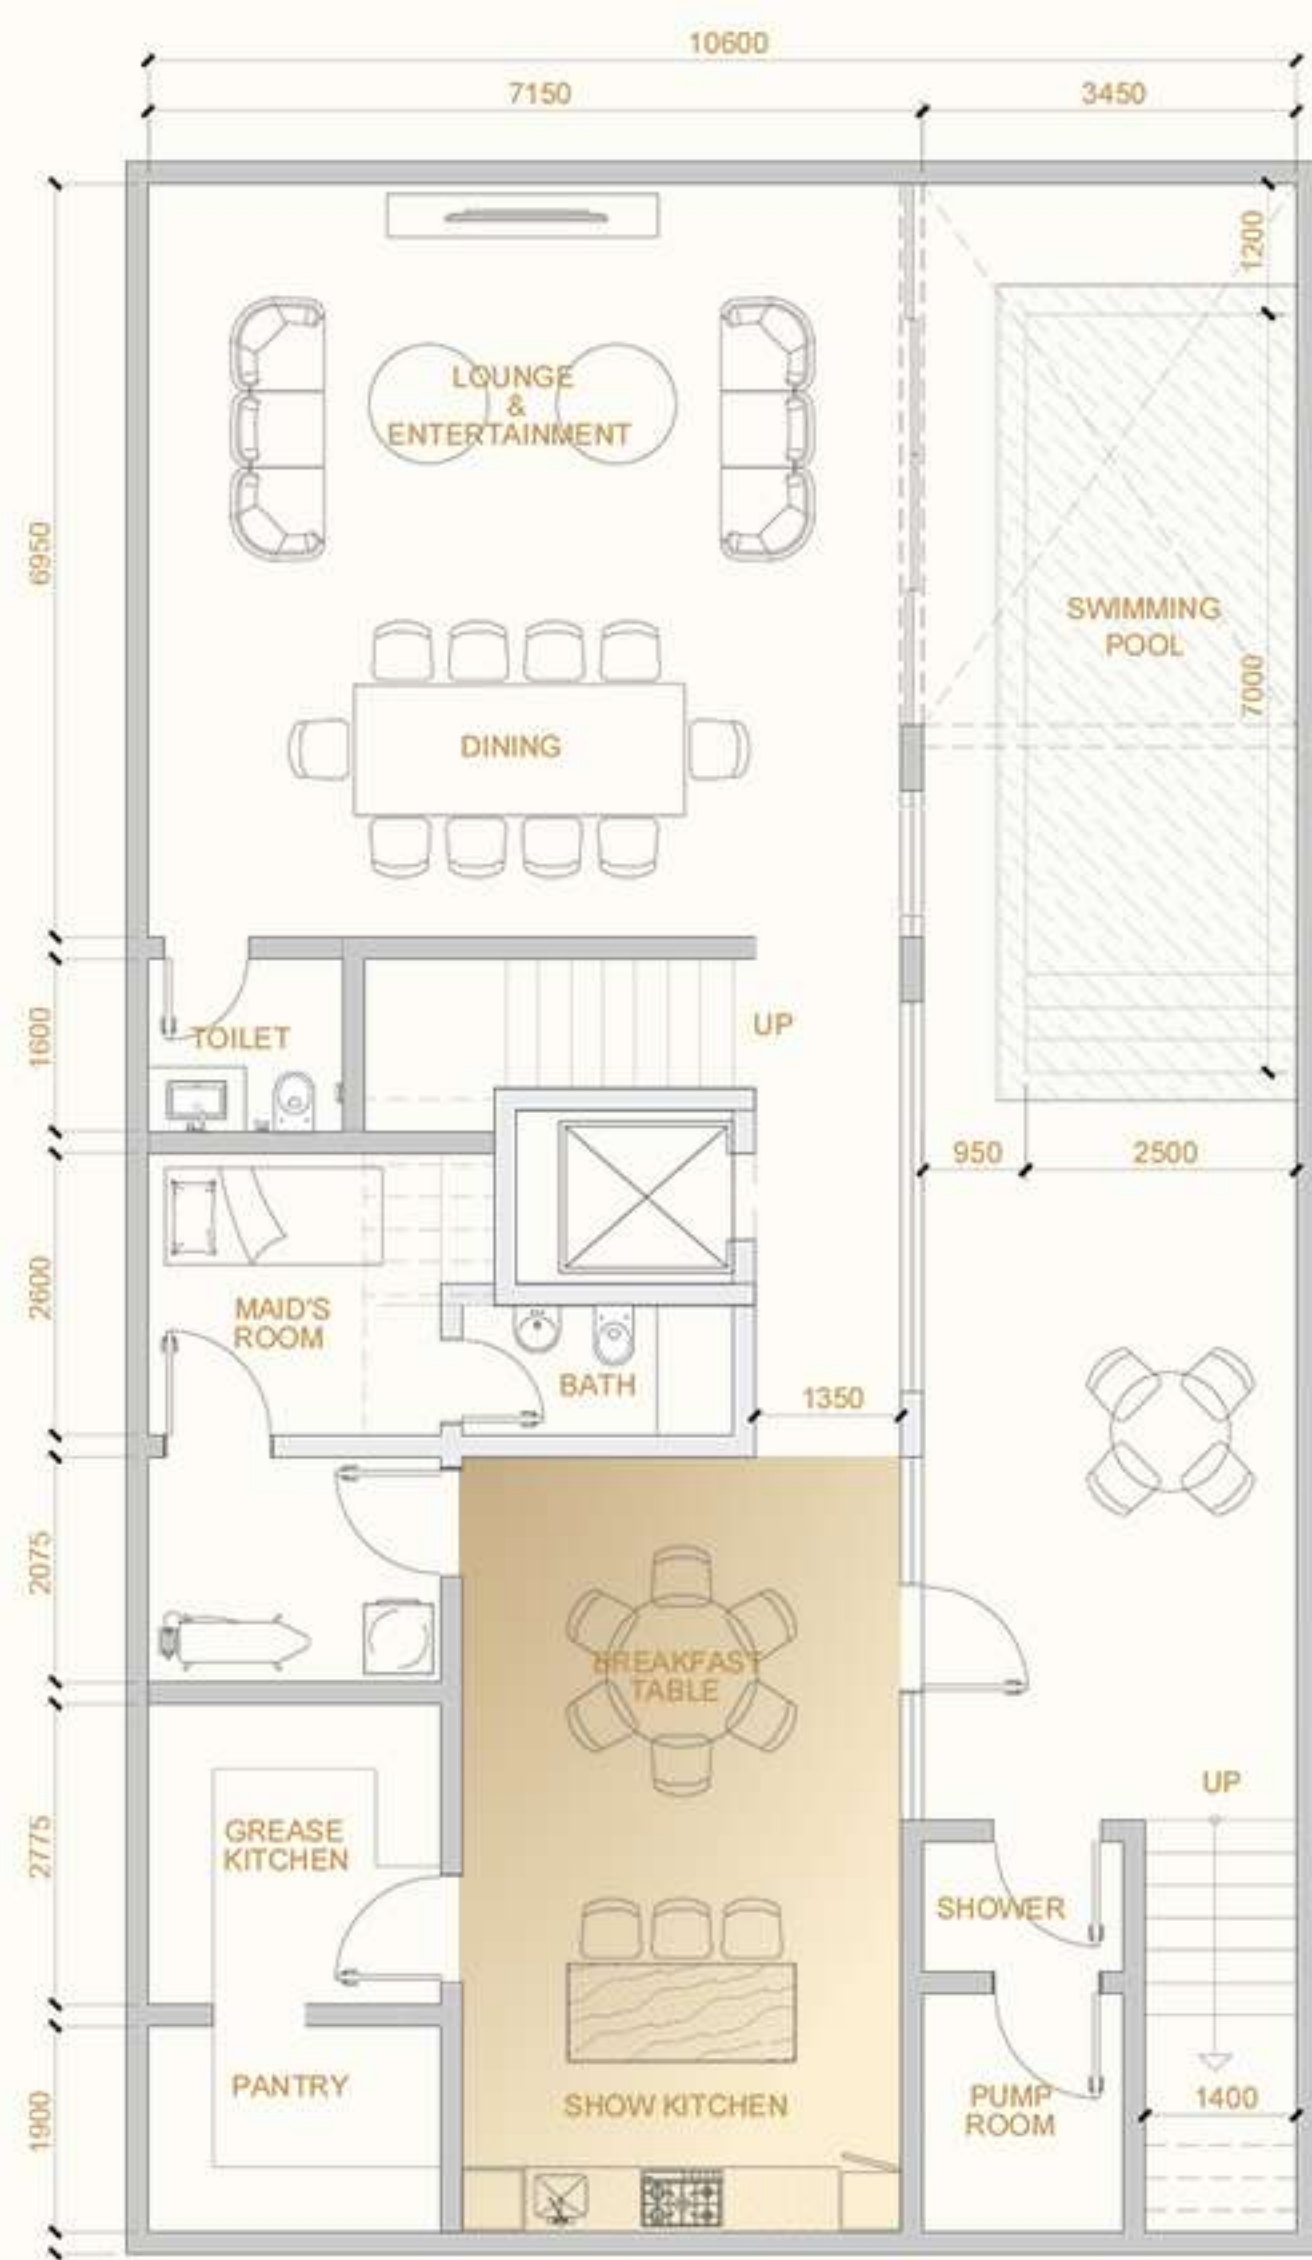 10600
7150
3450
1200
LOUNGE
&
ENTERTAINMENT
6950
SWIMMING
POOL
7000
DINING
1600
TOILET
UP
950
2500
2600
MAID'S
ROOM
BATH
1350
2075
BREAKFAST
TABLE
UP
2775
GREASE
KITCHEN
SHOWER
PANTRY
SHOW KITCHEN
PUMP
ROOM
1400
1900